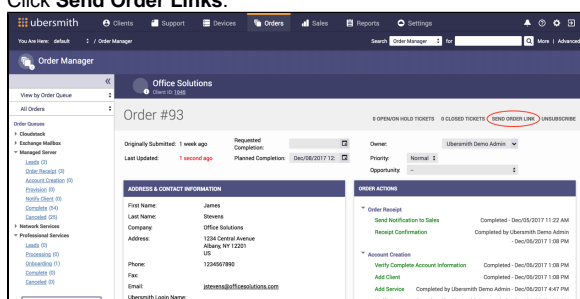 Click Send Order Links.
ubersmith
Clients Support Devices Orders Sales Reports Settings
You Are Here: default / Order Manager Search Order Manager for More | Advanced
Order Manager
Office Solutions
Client ID: 1046
View by Order Queue
All Orders
Order #93
0 OPEN/ON HOLD TICKETS 0 CLOSED TICKETS SEND ORDER LINK UNSUBSCRIBE
Order Queues
Cloudstack
Exchange Mailbox
Managed Server
Leads (2)
Order Receipt (3)
Account Creation (0)
Provision (0)
Notify Client (0)
Complete (54)
Canceled (25)
Network Services
Professional Services
Leads (0)
Processing (0)
Onboarding (1)
Complete (0)
Canceled (0)
Originally Submitted: 1 week ago
Requested Completion:
Owner: Ubersmith Demo Admin
Last Updated: 1 second ago
Planned Completion: Dec/08/2017 12:
Priority: Normal
Opportunity: --
ADDRESS & CONTACT INFORMATION
First Name: James
Last Name: Stevens
Company: Office Solutions
Address: 1234 Central Avenue
Albany, NY 12201
US
Phone: 1234567890
Fax:
Email: jstevens@officesolutions.com
Ubersmith Login Name:
ORDER ACTIONS
Order Receipt
Send Notification to Sales Completed - Dec/05/2017 11:22 AM
Receipt Confirmation Completed by Ubersmith Demo Admin
- Dec/06/2017 1:08 PM
Account Creation
Verify Complete Account Information Completed - Dec/06/2017 1:08 PM
Add Client Completed - Dec/06/2017 1:08 PM
Add Service Completed by Ubersmith Demo Admin - Dec/06/2017 4:47 PM